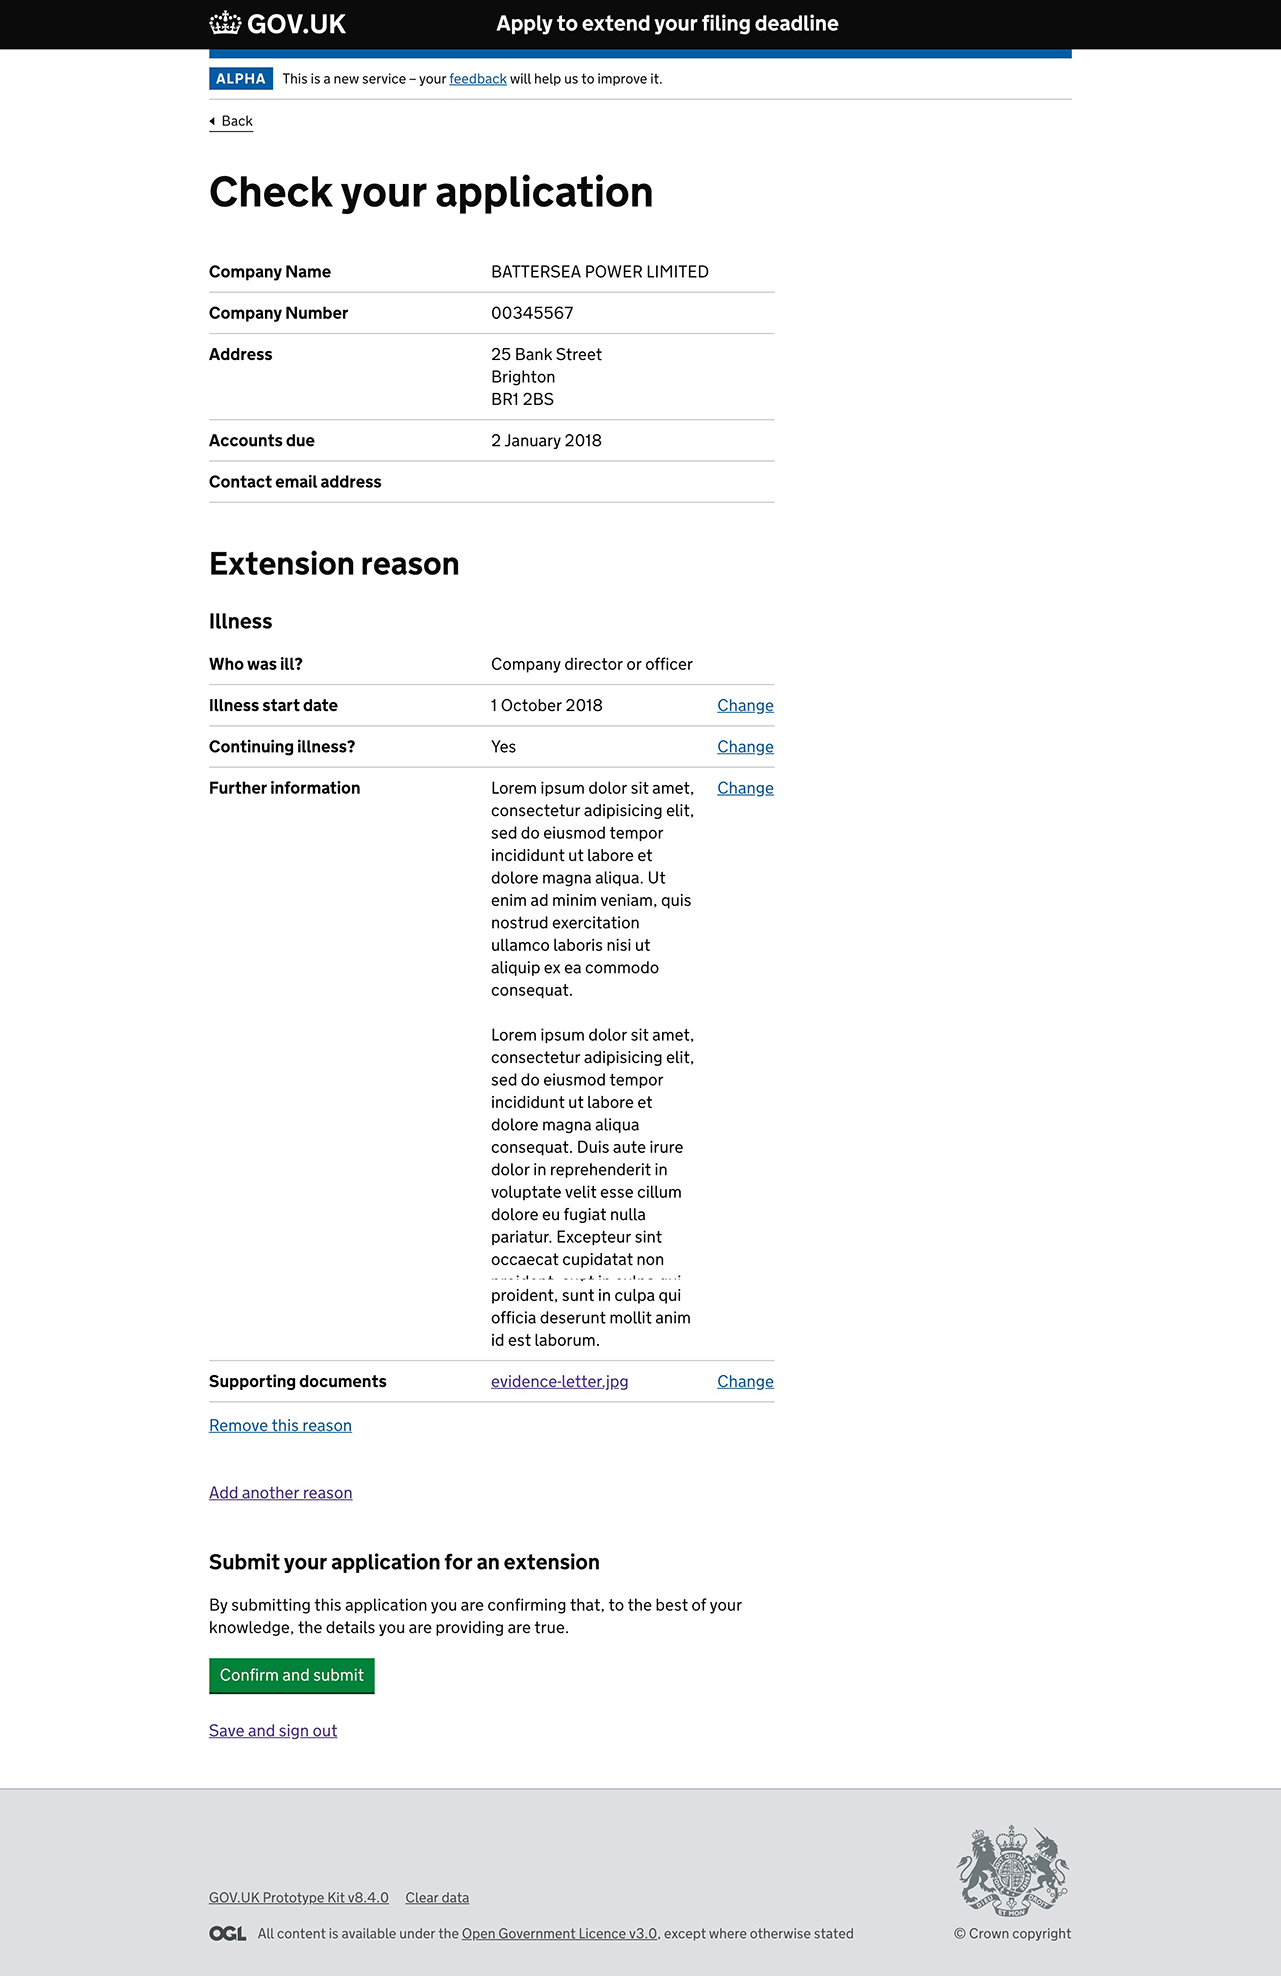 GOV.UK
Apply to extend your filing deadline
ALPHA This is a new service – your feedback will help us to improve it.
Back
Check your application
Company Name BATTERSEA POWER LIMITED
Company Number 00345567
Address 25 Bank Street
Brighton
BR1 2BS
Accounts due 2 January 2018
Contact email address
Extension reason
Illness
Who was ill? Company director or officer
Illness start date 1 October 2018 Change
Continuing illness? Yes Change
Further information Lorem ipsum dolor sit amet, Change
consectetur adipisicing elit,
sed do eiusmod tempor
incididunt ut labore et
dolore magna aliqua. Ut
enim ad minim veniam, quis
nostrud exercitation
ullamco laboris nisi ut
aliquip ex ea commodo
consequat.
Lorem ipsum dolor sit amet,
consectetur adipisicing elit,
sed do eiusmod tempor
incididunt ut labore et
dolore magna aliqua
consequat. Duis aute irure
dolor in reprehenderit in
voluptate velit esse cillum
dolore eu fugiat nulla
pariatur. Excepteur sint
occaecat cupidatat non
proident, sunt in culpa qui
officia deserunt mollit anim
id est laborum.
Supporting documents evidence-letter.jpg Change
Remove this reason
Add another reason
Submit your application for an extension
By submitting this application you are confirming that, to the best of your
knowledge, the details you are providing are true.
Confirm and submit
Save and sign out
GOV.UK Prototype Kit v8.4.0 Clear data
OGL All content is available under the Open Government Licence v3.0, except where otherwise stated
© Crown copyright